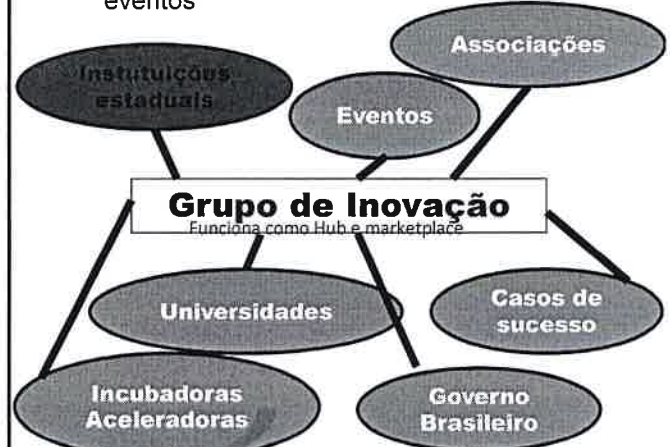 eventos
Associações
Instutuições
estaduais
Eventos
Grupo de Inovação
Funciona como Hub e marketplace
Universidades
Casos de
sucesso
Incubadoras
Aceleradoras
Governo
Brasileiro